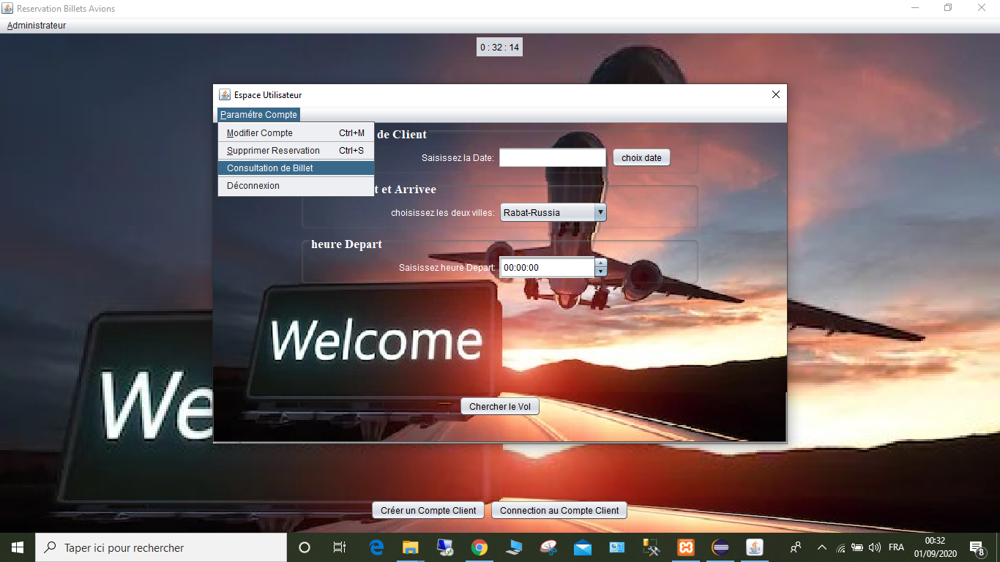 Reservation Billets Avions
Administrateur
0 : 32 : 14
Espace Utilisateur
Paramétre Compte
Modifier Compte Ctrl+M
Supprimer Reservation Ctrl+S
Consultation de Billet
Déconnexion
de Client
Saisissez la Date: choix date
t et Arrivee
choisissez les deux villes: Rabat-Russia
heure Depart
Saisissez heure Depart: 00:00:00
Welcome
We
Chercher le Vol
Créer un Compte Client Connection au Compte Client
Taper ici pour rechercher
FRA
00:32
01/09/2020
8